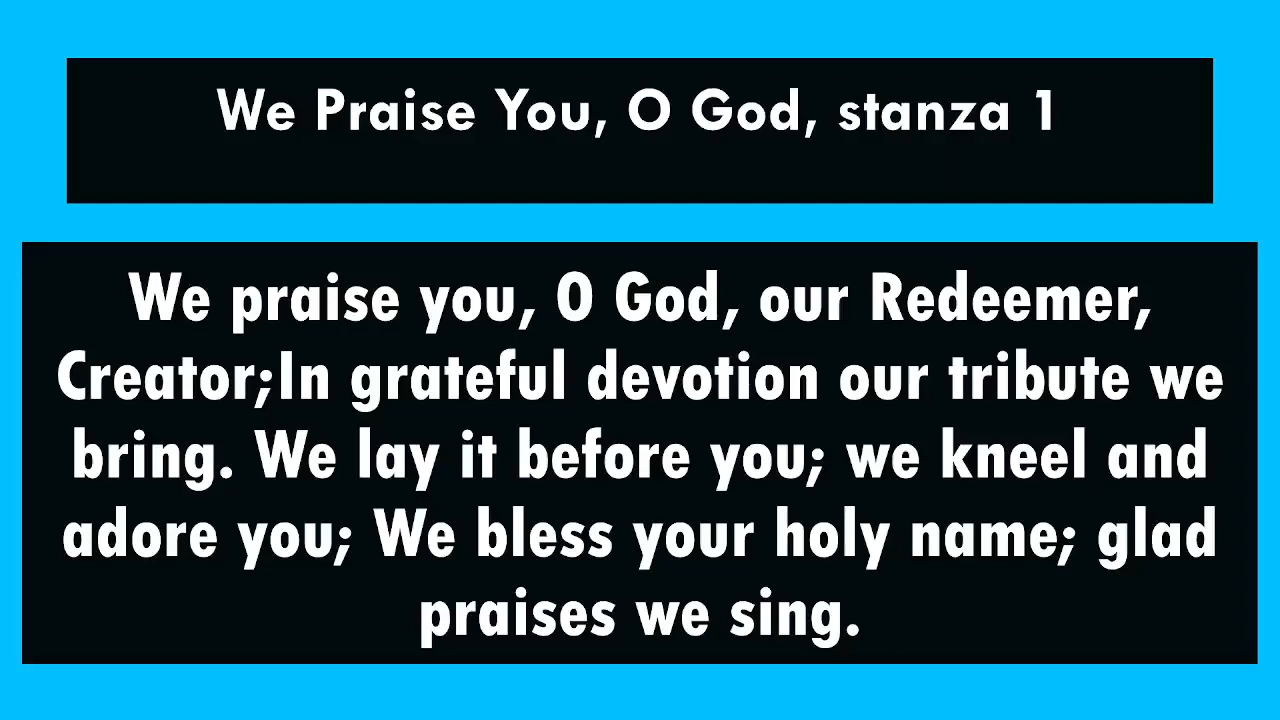 We Praise You, O God, stanza 1
We praise you, O God, our Redeemer,
Creator;In grateful devotion our tribute we
bring. We lay it before you; we kneel and
adore you; We bless your holy name; glad
praises we sing.